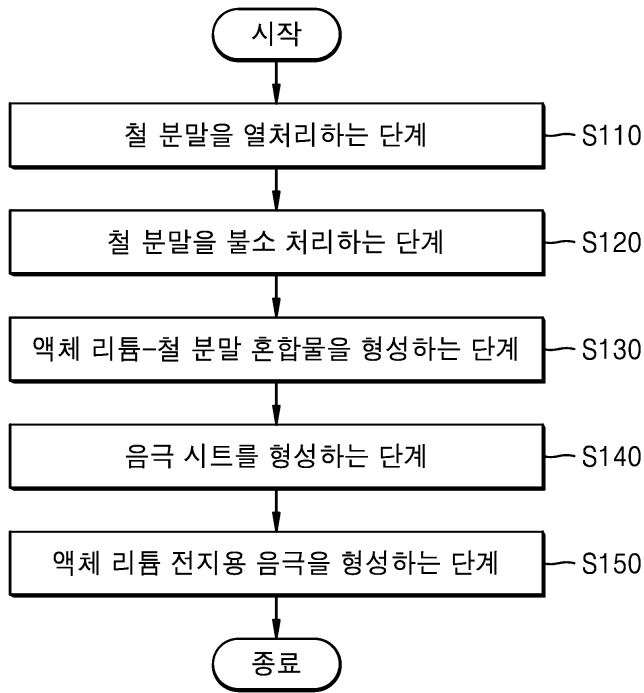 시작
철 분말을 열처리하는 단계 S110
철 분말을 불소 처리하는 단계 S120
액체 리튬-철 분말 혼합물을 형성하는 단계 S130
음극 시트를 형성하는 단계 S140
액체 리튬 전지용 음극을 형성하는 단계 S150
종료